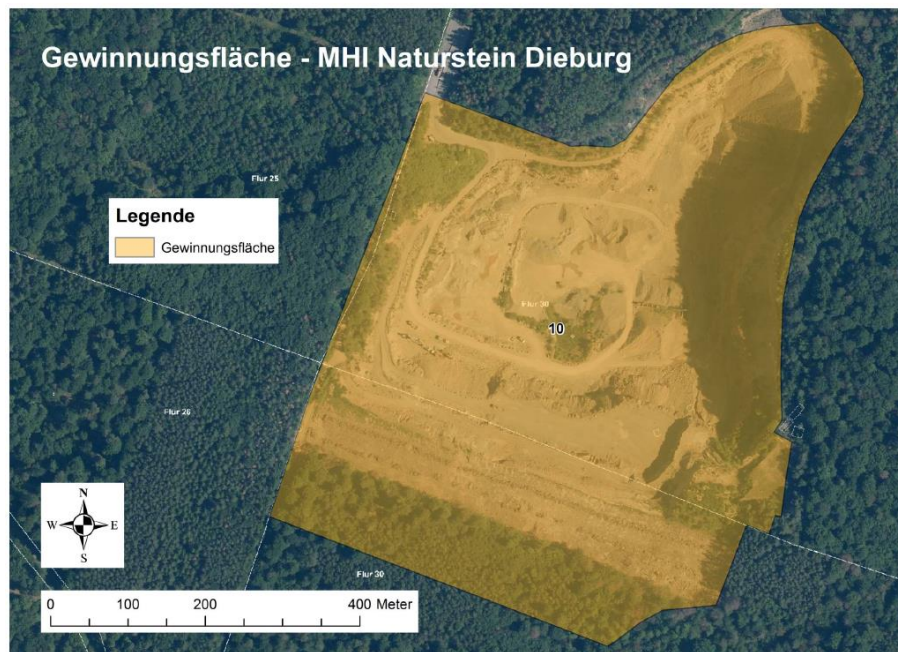 Gewinnungsfläche - MHI Naturstein Dieburg
Flur 25
Legende
Gewinnungsfläche
Flur 30
10
Flur 26
N
W E
S
Flur 30
0 100 200 400 Meter